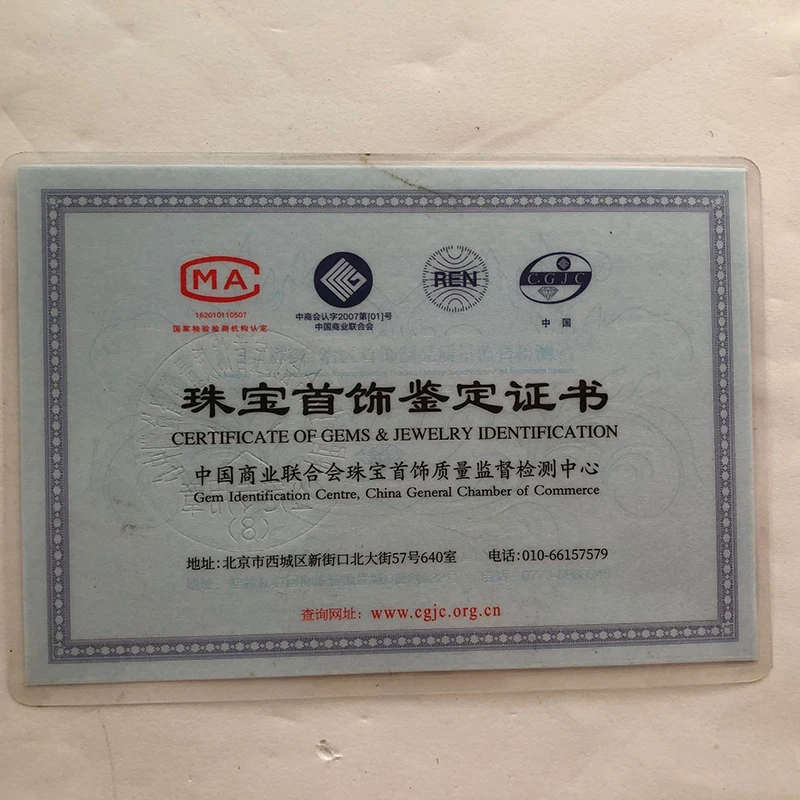 MA
REN
CGJC
162010110507
国家检验检测机构认定
中商会认字2007第[01]号
中国商业联合会
中国
珠宝首饰鉴定证书
CERTIFICATE OF GEMS & JEWELRY IDENTIFICATION
中国商业联合会珠宝首饰质量监督检测中心
Gem Identification Centre, China General Chamber of Commerce
(8)
地址:北京市西城区新街口北大街57号640室 电话:010-66157579
查询网址：www.cgjc.org.cn